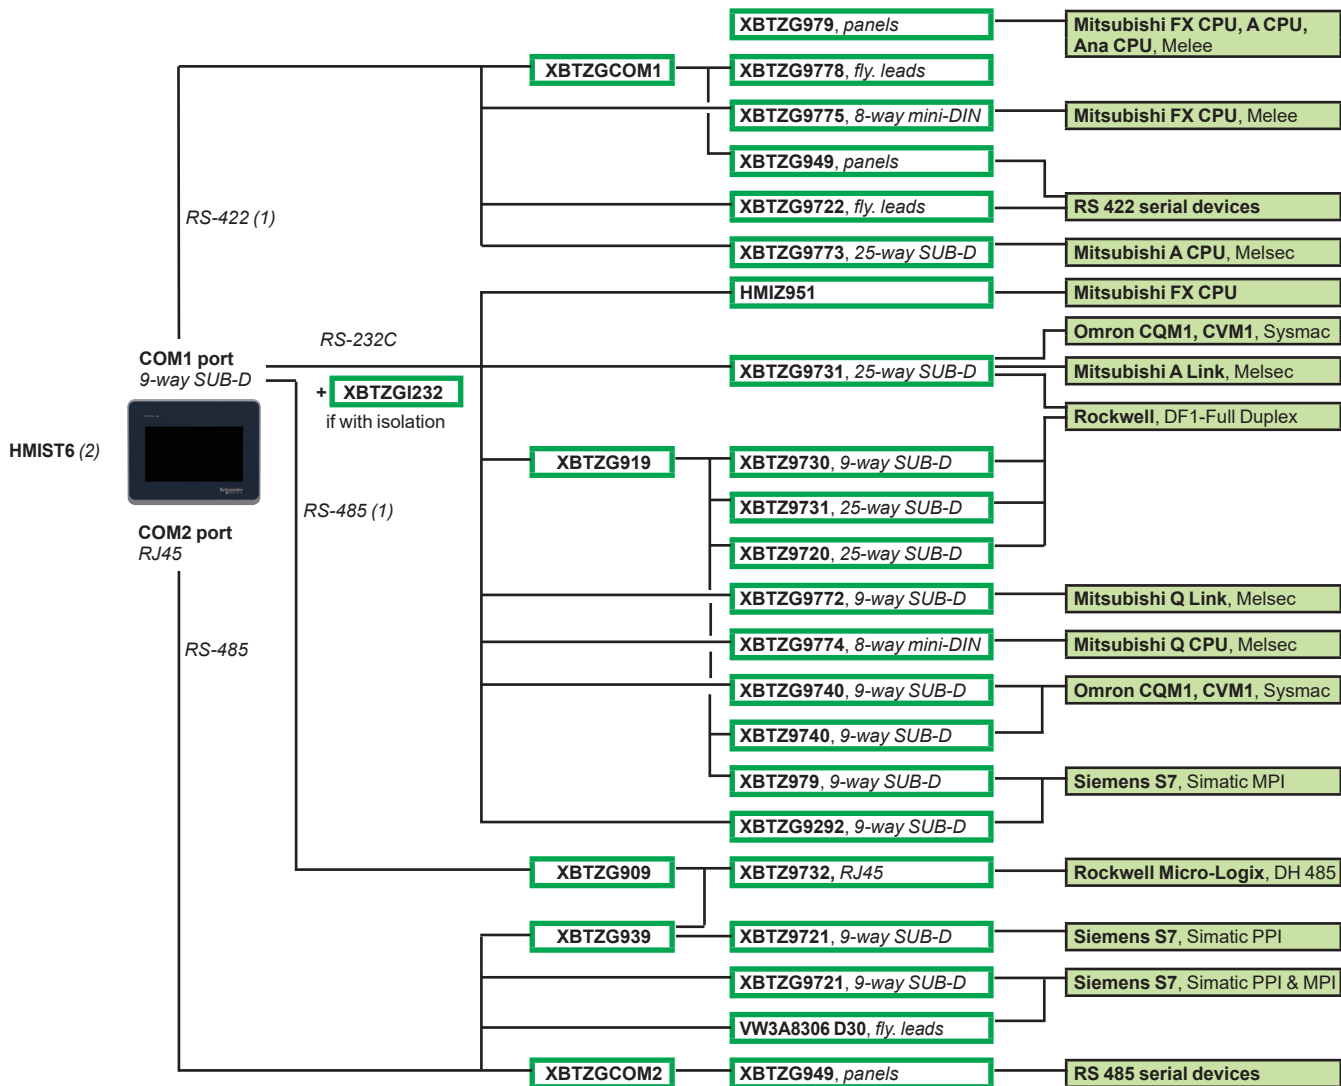 XBTZG979, panels
Mitsubishi FX CPU, A CPU,
Ana CPU, Melee
XBTZGCOM1
XBTZG9778, fly. leads
XBTZG9775, 8-way mini-DIN
Mitsubishi FX CPU, Melee
XBTZG949, panels
RS-422 (1)
XBTZG9722, fly. leads
RS 422 serial devices
XBTZG9773, 25-way SUB-D
Mitsubishi A CPU, Melsec
HMIZ951
Mitsubishi FX CPU
RS-232C
Omron CQM1, CVM1, Sysmac
COM1 port
9-way SUB-D
XBTZG9731, 25-way SUB-D
Mitsubishi A Link, Melsec
+ XBTZGI232
if with isolation
Rockwell, DF1-Full Duplex
HMIST6 (2)
XBTZG919
XBTZ9730, 9-way SUB-D
Schneider
RS-485 (1)
XBTZ9731, 25-way SUB-D
COM2 port
RJ45
XBTZ9720, 25-way SUB-D
XBTZG9772, 9-way SUB-D
Mitsubishi Q Link, Melsec
RS-485
XBTZG9774, 8-way mini-DIN
Mitsubishi Q CPU, Melsec
XBTZG9740, 9-way SUB-D
Omron CQM1, CVM1, Sysmac
XBTZ9740, 9-way SUB-D
XBTZ979, 9-way SUB-D
Siemens S7, Simatic MPI
XBTZG9292, 9-way SUB-D
XBTZG909
XBTZ9732, RJ45
Rockwell Micro-Logix, DH 485
XBTZG939
XBTZ9721, 9-way SUB-D
Siemens S7, Simatic PPI
XBTZG9721, 9-way SUB-D
Siemens S7, Simatic PPI & MPI
VW3A8306 D30, fly. leads
XBTZGCOM2
XBTZG949, panels
RS 485 serial devices